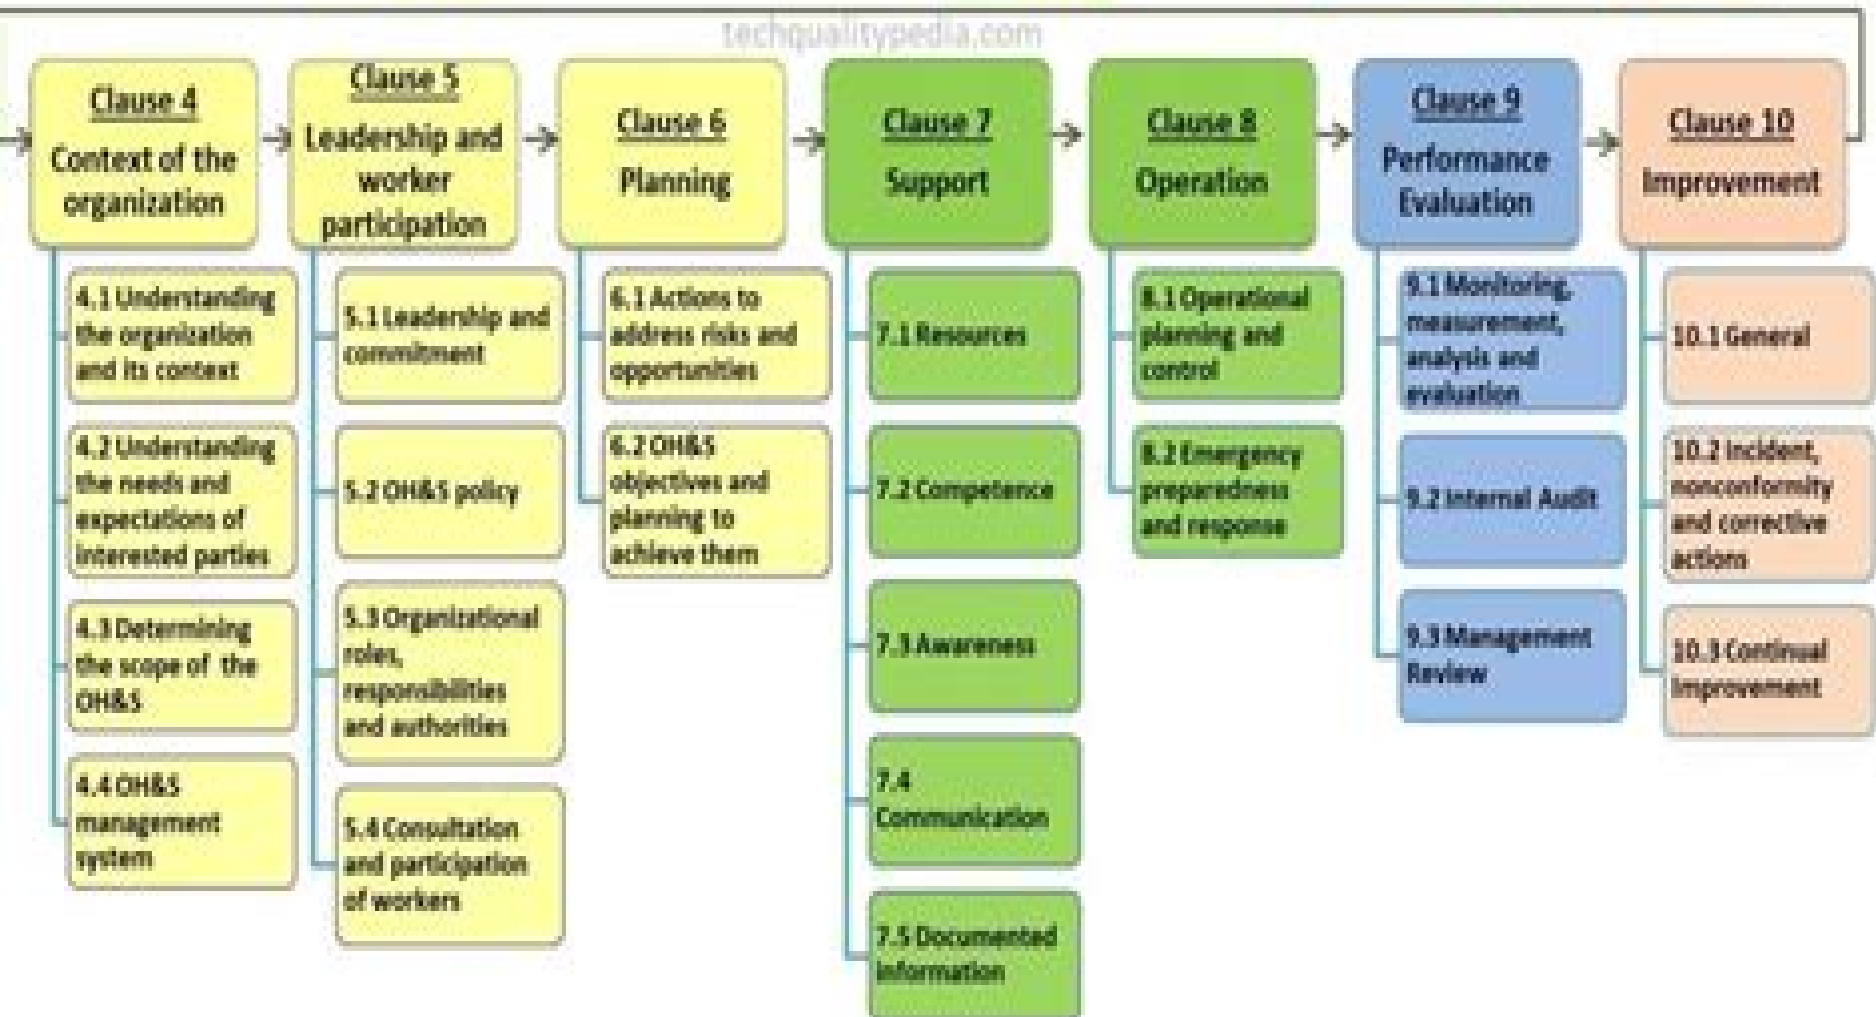 techqualitypedia.com
Clause 4
Context of the
organization
4.1 Understanding
the organization
and its context
4.2 Understanding
the needs and
expectations of
interested parties
4.3 Determining
the scope of the
OH&S
4.4 OH&S
management
system
Clause 5
Leadership and
worker
participation
5.1 Leadership and
commitment
5.2 OH&S policy
5.3 Organizational
roles,
responsibilities
and authorities
5.4 Consultation
and participation
of workers
Clause 6
Planning
6.1 Actions to
address risks and
opportunities
6.2 OH&S
objectives and
planning to
achieve them
Clause 7
Support
7.1 Resources
7.2 Competence
7.3 Awareness
7.4
Communication
7.5 Documented
information
Clause 8
Operation
8.1 Operational
planning and
control
8.2 Emergency
preparedness
and response
Clause 9
Performance
Evaluation
9.1 Monitoring,
measurement,
analysis and
evaluation
9.2 Internal Audit
9.3 Management
Review
Clause 10
Improvement
10.1 General
10.2 Incident,
nonconformity
and corrective
actions
10.3 Continual
Improvement